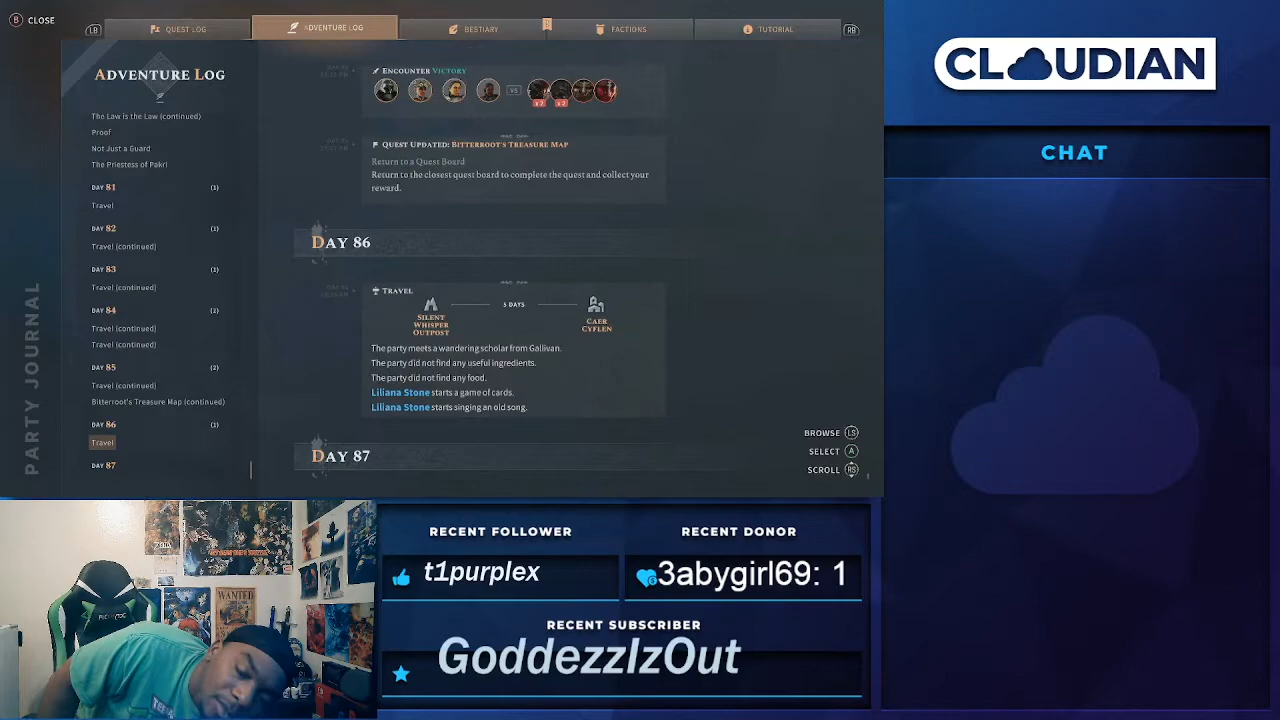 B CLOSE
LB
QUEST LOG
ADVENTURE LOG
BESTIARY
FACTIONS
TUTORIAL
RB
ADVENTURE LOG
The Law is the Law (continued)
Proof
Not Just a Guard
The Priestess of Pakri
DAY 81 (1)
Travel
DAY 82 (1)
Travel (continued)
DAY 83 (1)
Travel (continued)
DAY 84 (2)
Travel (continued)
Travel (continued)
DAY 85 (2)
Travel (continued)
Bitterroot's Treasure Map (continued)
DAY 86 (1)
Travel
DAY 87
PARTY JOURNAL
ENCOUNTER VICTORY
VS
x2 x2
QUEST UPDATED: BITTERROOT'S TREASURE MAP
Return to a Quest Board
Return to the closest quest board to complete the quest and collect your
reward.
DAY 86
TRAVEL
SILENT
WHISPER
OUTPOST
5 DAYS
CAER
CYFLEN
The party meets a wandering scholar from Gallivan.
The party did not find any useful ingredients.
The party did not find any food.
Liliana Stone starts a game of cards.
Liliana Stone starts singing an old song.
DAY 87
BROWSE LS
SELECT A
SCROLL RS
CLOUDIAN
CHAT
RECENT FOLLOWER
t1purplex
RECENT DONOR
3abygirl69: 1
RECENT SUBSCRIBER
GoddezzIzOut
WANTED